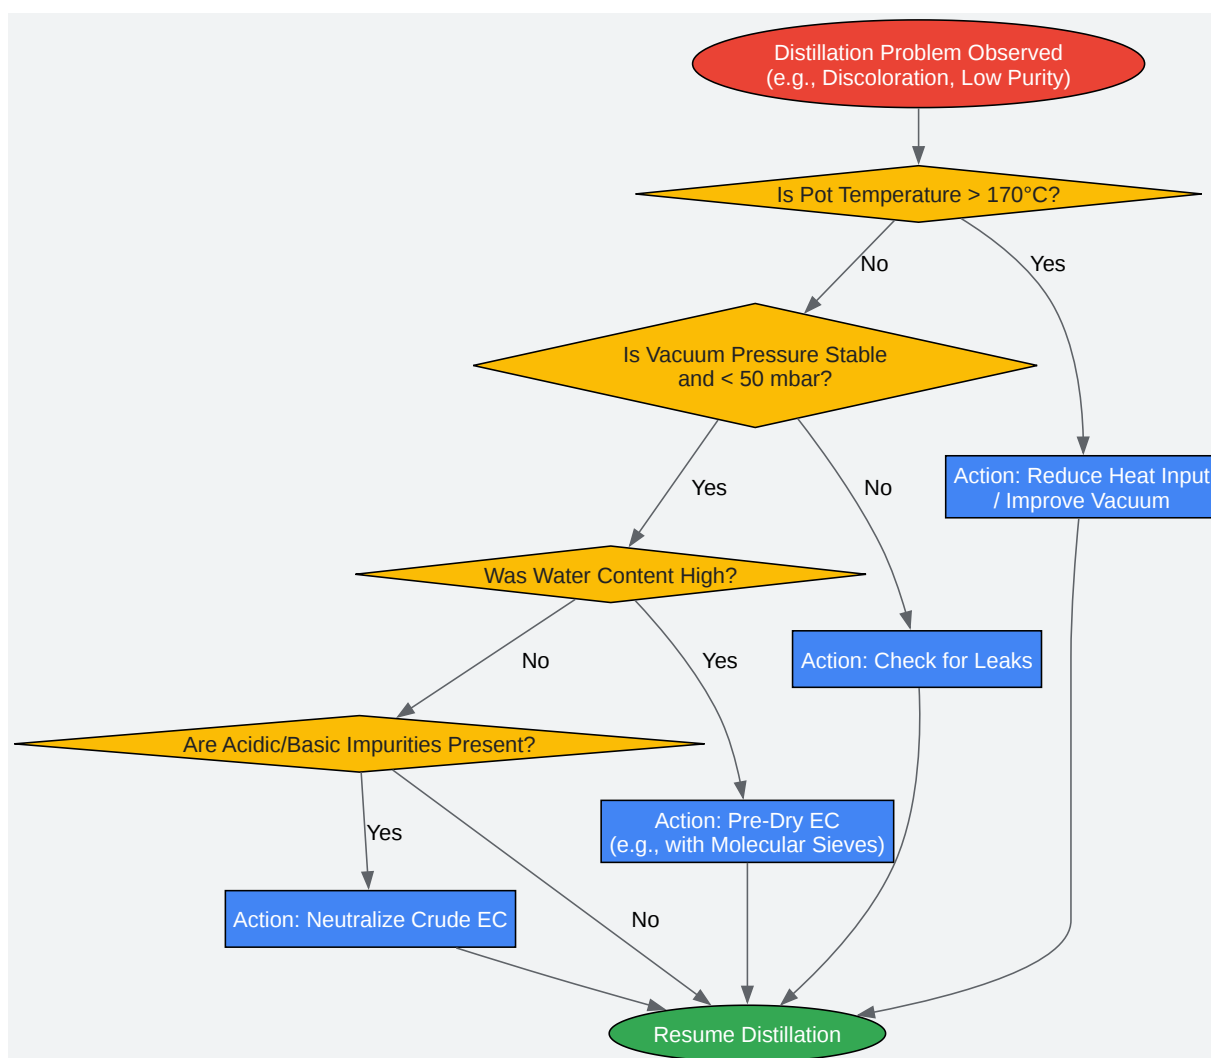 Distillation Problem Observed
(e.g., Discoloration, Low Purity)
Is Pot Temperature > 170°C?
No
Yes
Is Vacuum Pressure Stable
and < 50 mbar?
Action: Reduce Heat Input
/ Improve Vacuum
Yes
No
Was Water Content High?
No
Yes
Action: Check for Leaks
Are Acidic/Basic Impurities Present?
Action: Pre-Dry EC
(e.g., with Molecular Sieves)
Yes
Action: Neutralize Crude EC
No
Resume Distillation